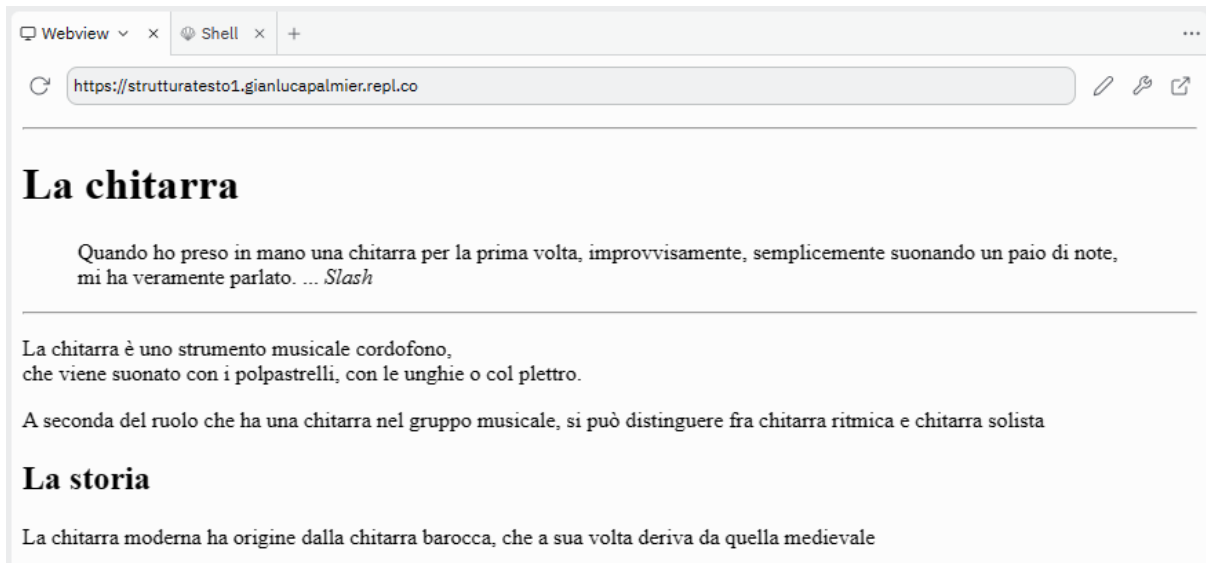 Webview
Shell
https://strutturatesto1.gianlucapalmier.repl.co
La chitarra
Quando ho preso in mano una chitarra per la prima volta, improvvisamente, semplicemente suonando un paio di note,
mi ha veramente parlato. ... Slash
La chitarra è uno strumento musicale cordofono,
che viene suonato con i polpastrelli, con le unghie o col plettro.
A seconda del ruolo che ha una chitarra nel gruppo musicale, si può distinguere fra chitarra ritmica e chitarra solista
La storia
La chitarra moderna ha origine dalla chitarra barocca, che a sua volta deriva da quella medievale